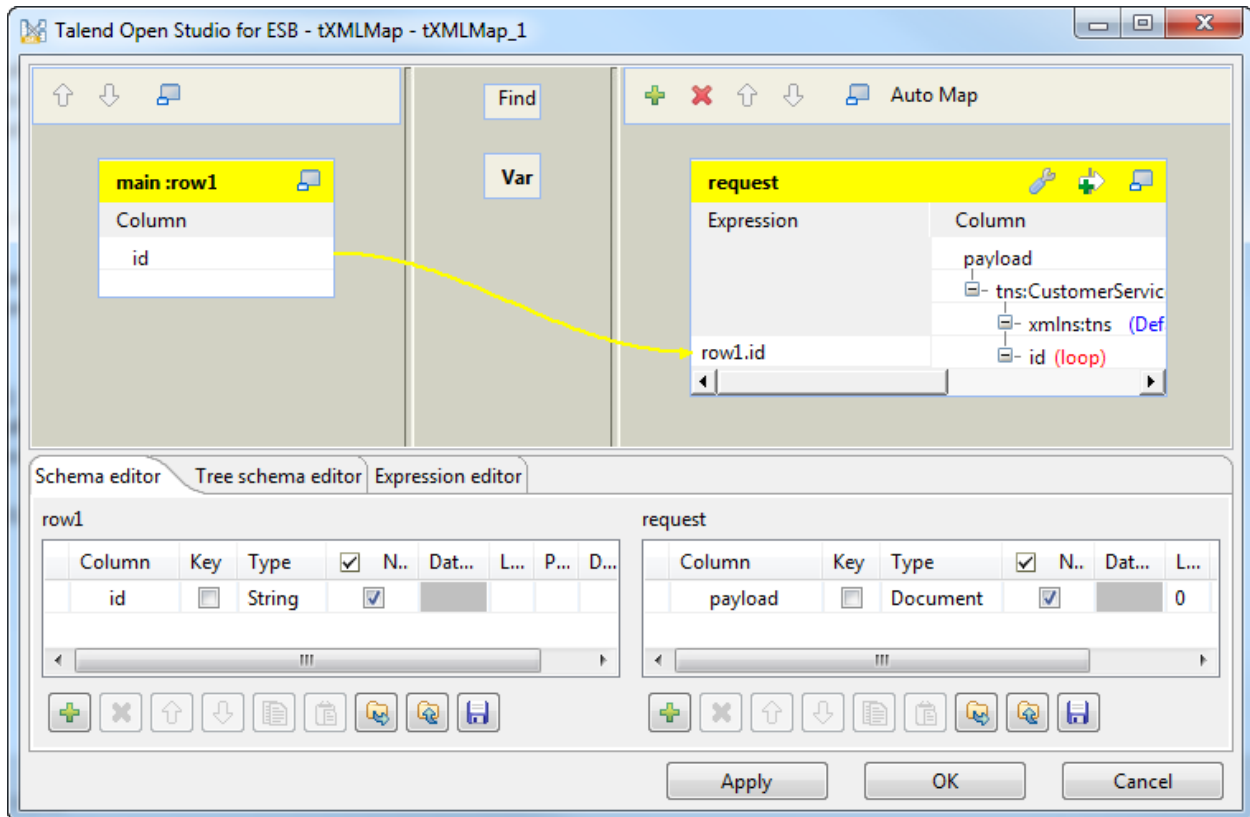 Talend Open Studio for ESB - tXMLMap - tXMLMap_1
Find
Auto Map
Var
main :row1
Column
id
request
Expression Column
payload
tns:CustomerServic
xmlns:tns (Def
row1.id id (loop)
Schema editor Tree schema editor Expression editor
row1
Column Key Type N.. Dat... L... P... D...
id String
request
Column Key Type N.. Dat... L...
payload Document 0
Apply OK Cancel